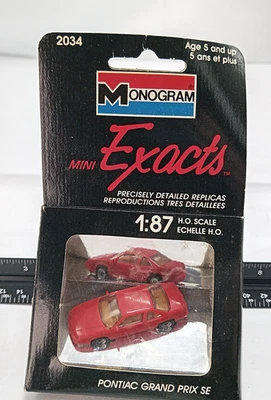 2034
Age 5 and up
5 ans et plus
MONOGRAM
MINI Exacts™
PRECISELY DETAILED REPLICAS
REPRODUCTIONS TRES DETAILLEES
1:87 H.O. SCALE
ECHELLE H.O.
PONTIAC GRAND PRIX SE